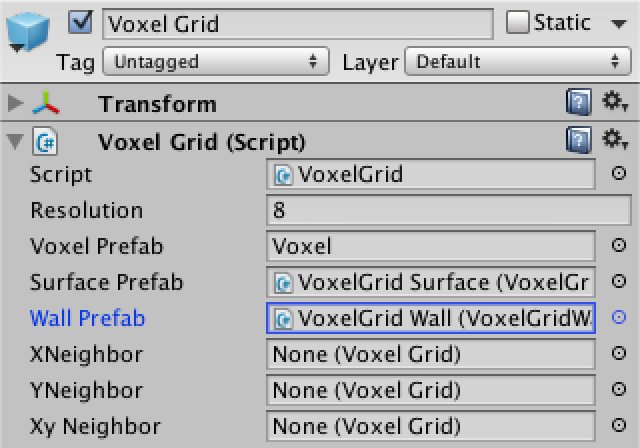 Voxel Grid Static
Tag Untagged Layer Default
Transform
Voxel Grid (Script)
Script VoxelGrid
Resolution 8
Voxel Prefab Voxel
Surface Prefab VoxelGrid Surface (VoxelGr
Wall Prefab VoxelGrid Wall (VoxelGridW
XNeighbor None (Voxel Grid)
YNeighbor None (Voxel Grid)
Xy Neighbor None (Voxel Grid)